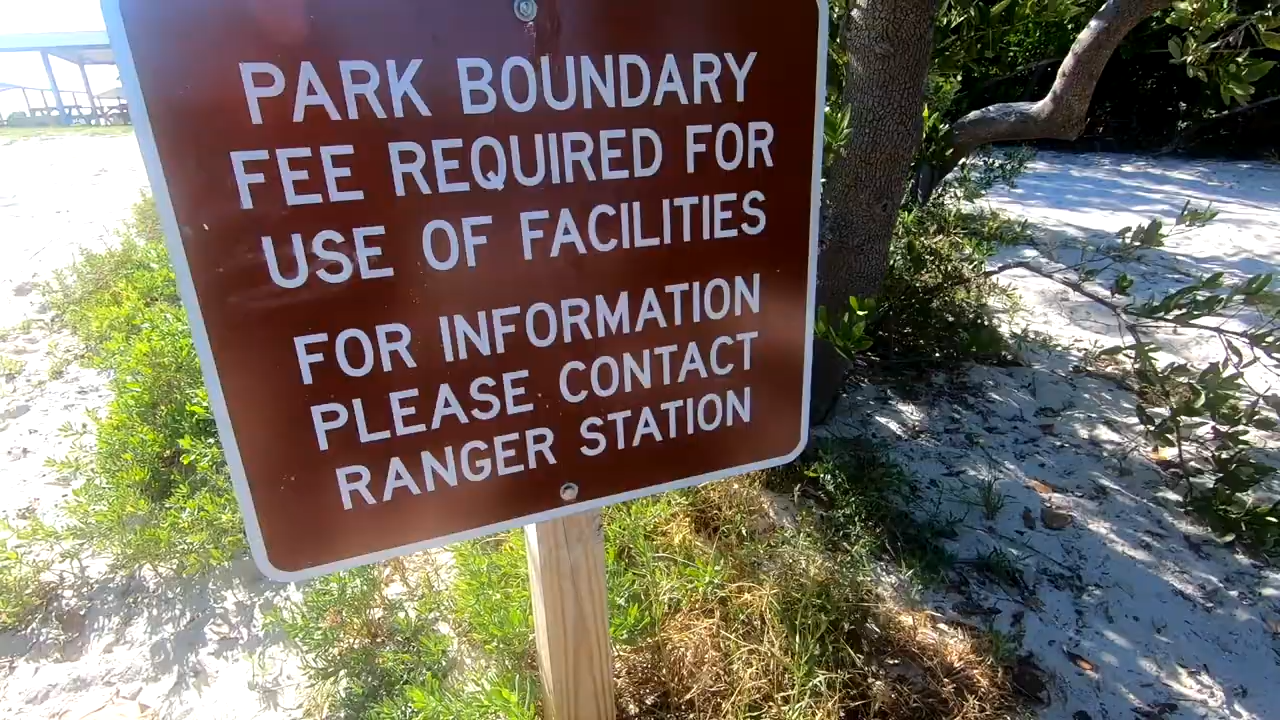 PARK BOUNDARY
FEE REQUIRED FOR
USE OF FACILITIES
FOR INFORMATION
PLEASE CONTACT
RANGER STATION